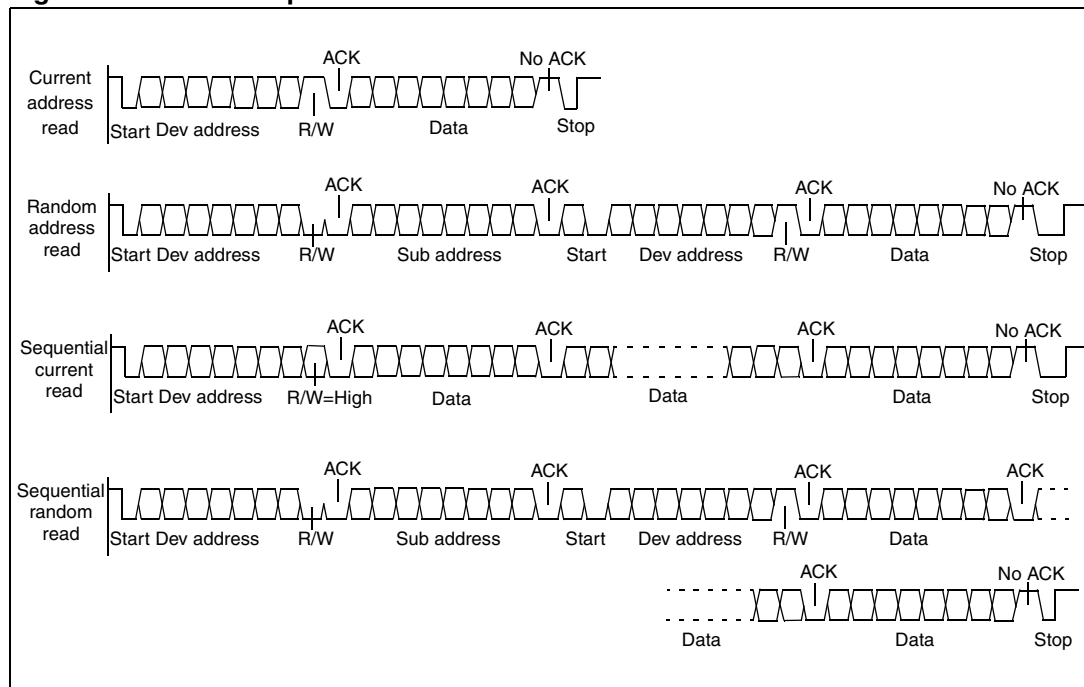 ACK No ACK
Current address read
Start Dev address R/W Data Stop
ACK ACK ACK No ACK
Random address read
Start Dev address R/W Sub address Start Dev address R/W Data Stop
ACK ACK ACK No ACK
Sequential current read
Start Dev address R/W=High Data Data Data Stop
ACK ACK ACK ACK
Sequential random read
Start Dev address R/W Sub address Start Dev address R/W Data
ACK No ACK
Data Data Stop